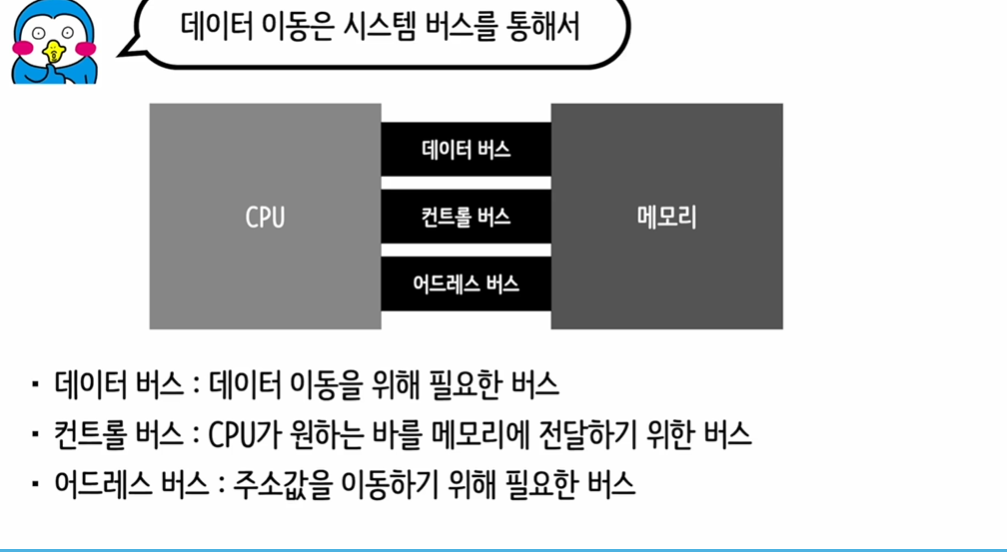 데이터 이동은 시스템 버스를 통해서
데이터 버스
CPU
컨트롤 버스
메모리
어드레스 버스
▪ 데이터 버스 : 데이터 이동을 위해 필요한 버스
▪ 컨트롤 버스 : CPU가 원하는 바를 메모리에 전달하기 위한 버스
▪ 어드레스 버스 : 주소값을 이동하기 위해 필요한 버스